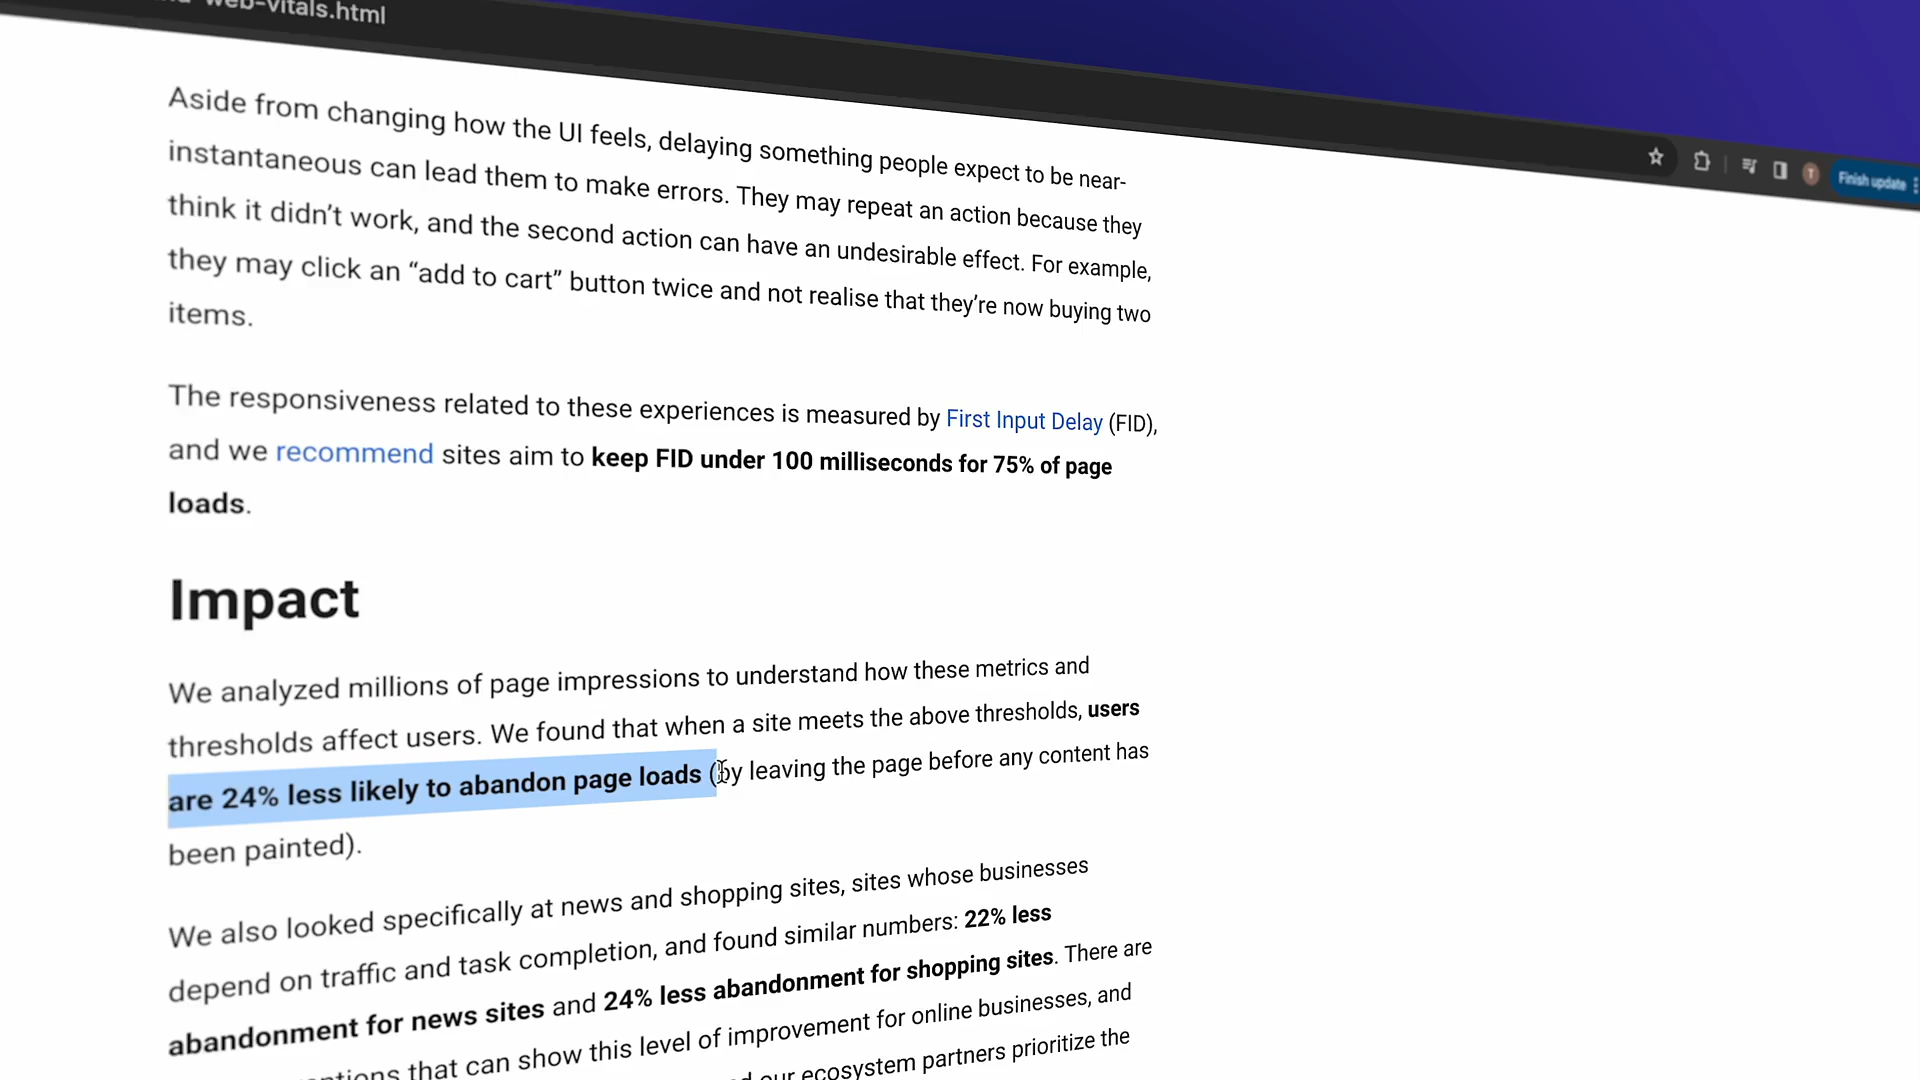 web-vitals.html
Finish update
Aside from changing how the UI feels, delaying something people expect to be near-
instantaneous can lead them to make errors. They may repeat an action because they
think it didn’t work, and the second action can have an undesirable effect. For example,
they may click an “add to cart” button twice and not realise that they’re now buying two
items.
The responsiveness related to these experiences is measured by First Input Delay (FID),
and we recommend sites aim to keep FID under 100 milliseconds for 75% of page
loads.
Impact
We analyzed millions of page impressions to understand how these metrics and
thresholds affect users. We found that when a site meets the above thresholds, users
are 24% less likely to abandon page loads (by leaving the page before any content has
been painted).
We also looked specifically at news and shopping sites, sites whose businesses
depend on traffic and task completion, and found similar numbers: 22% less
abandonment for news sites and 24% less abandonment for shopping sites. There are
that can show this level of improvement for online businesses, and
our ecosystem partners prioritize the